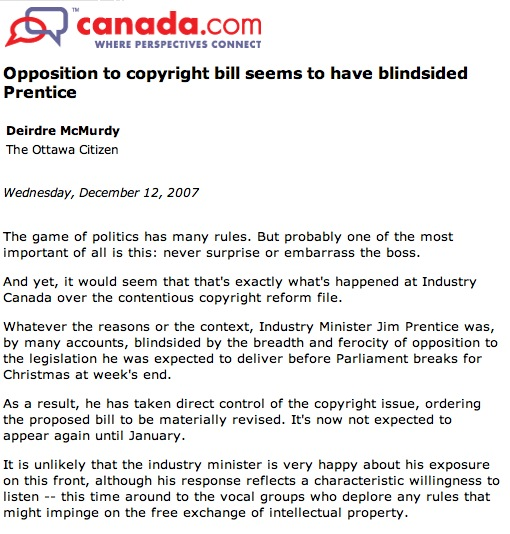 canada.com™
WHERE PERSPECTIVES CONNECT
Opposition to copyright bill seems to have blindsided
Prentice
Deirdre McMurdy
The Ottawa Citizen
Wednesday, December 12, 2007
The game of politics has many rules. But probably one of the most
important of all is this: never surprise or embarrass the boss.
And yet, it would seem that that's exactly what's happened at Industry
Canada over the contentious copyright reform file.
Whatever the reasons or the context, Industry Minister Jim Prentice was,
by many accounts, blindsided by the breadth and ferocity of opposition to
the legislation he was expected to deliver before Parliament breaks for
Christmas at week's end.
As a result, he has taken direct control of the copyright issue, ordering
the proposed bill to be materially revised. It's now not expected to
appear again until January.
It is unlikely that the industry minister is very happy about his exposure
on this front, although his response reflects a characteristic willingness to
listen -- this time around to the vocal groups who deplore any rules that
might impinge on the free exchange of intellectual property.